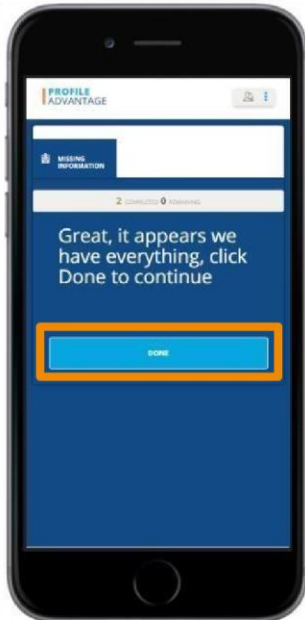 PROFILE
ADVANTAGE
MISSING
INFORMATION
2 COMPLETED 0 REMAINING
Great, it appears we
have everything, click
Done to continue
DONE